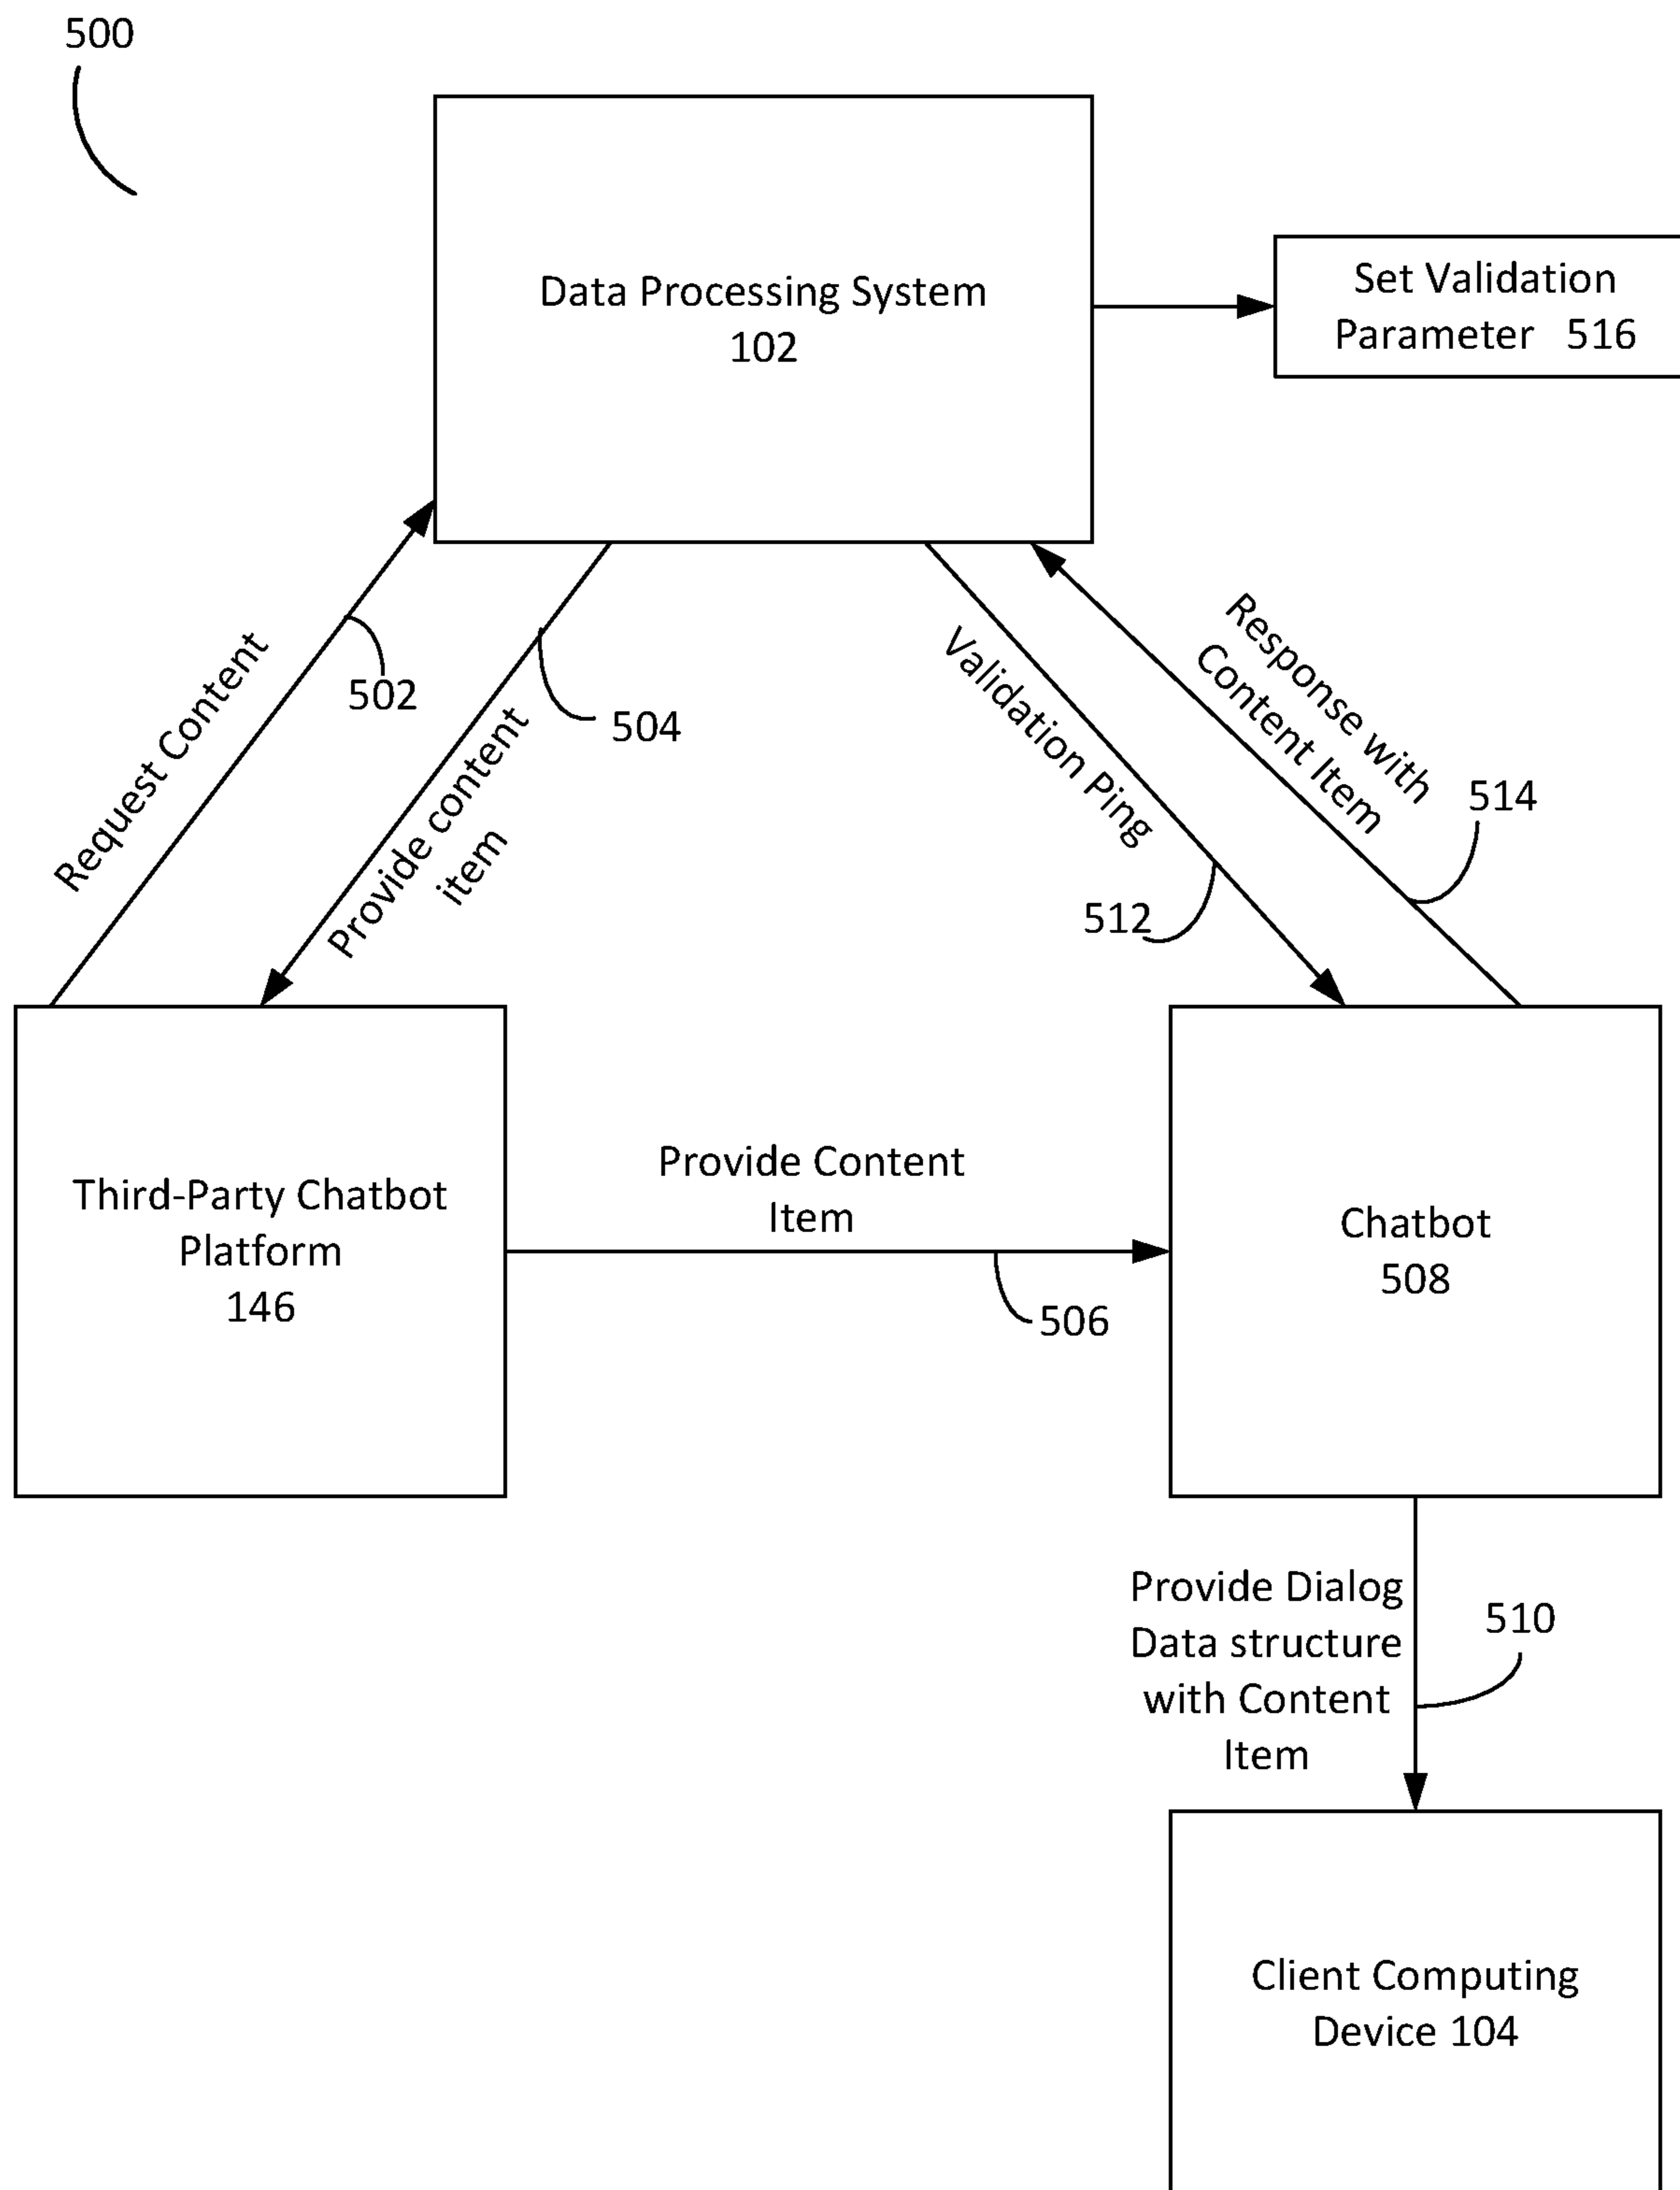 500
Data Processing System
102
Set Validation
Parameter 516
Request Content
502
Provide content
item
504
Validation Ping
512
Response with
Content Item
514
Third-Party Chatbot
Platform
146
Provide Content
Item
506
Chatbot
508
Provide Dialog
Data structure
with Content
Item
510
Client Computing
Device 104